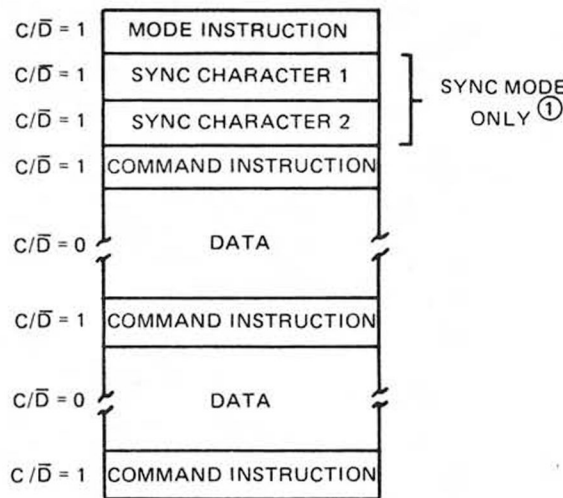 C/D̅ = 1 MODE INSTRUCTION
C/D̅ = 1 SYNC CHARACTER 1
SYNC MODE
C/D̅ = 1 SYNC CHARACTER 2
ONLY ①
C/D̅ = 1 COMMAND INSTRUCTION
C/D̅ = 0 DATA
C/D̅ = 1 COMMAND INSTRUCTION
C/D̅ = 0 DATA
C/D̅ = 1 COMMAND INSTRUCTION